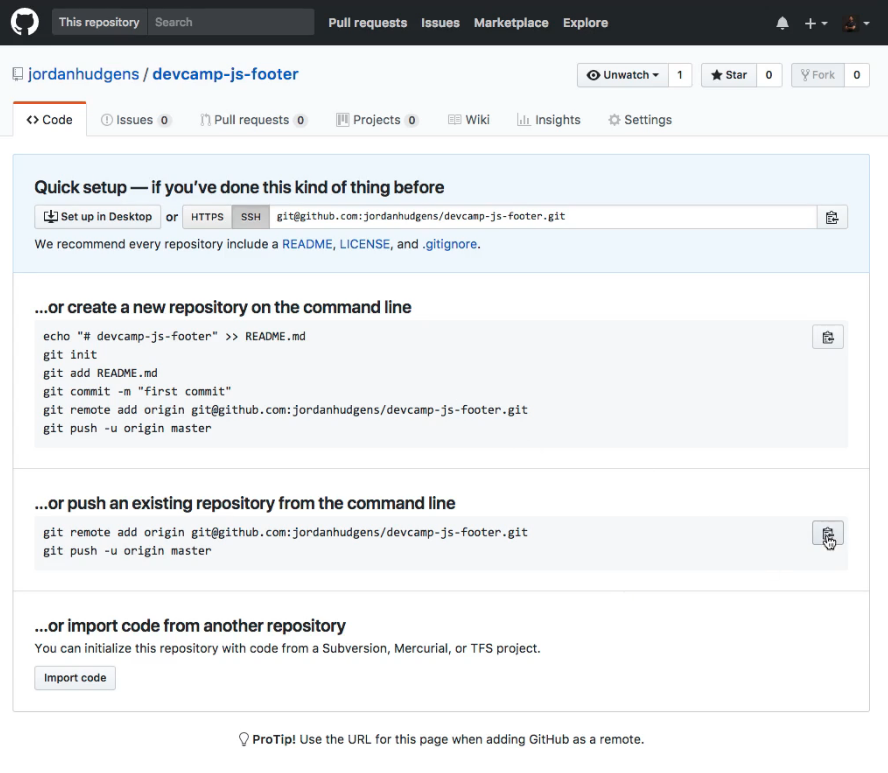 This repository Search Pull requests Issues Marketplace Explore
jordanhudgens / devcamp-js-footer Unwatch 1 Star 0 Fork 0
Code Issues 0 Pull requests 0 Projects 0 Wiki Insights Settings
Quick setup — if you’ve done this kind of thing before
Set up in Desktop or HTTPS SSH git@github.com:jordanhudgens/devcamp-js-footer.git
We recommend every repository include a README, LICENSE, and .gitignore.
…or create a new repository on the command line
echo "# devcamp-js-footer" >> README.md
git init
git add README.md
git commit -m "first commit"
git remote add origin git@github.com:jordanhudgens/devcamp-js-footer.git
git push -u origin master
…or push an existing repository from the command line
git remote add origin git@github.com:jordanhudgens/devcamp-js-footer.git
git push -u origin master
…or import code from another repository
You can initialize this repository with code from a Subversion, Mercurial, or TFS project.
Import code
ProTip! Use the URL for this page when adding GitHub as a remote.